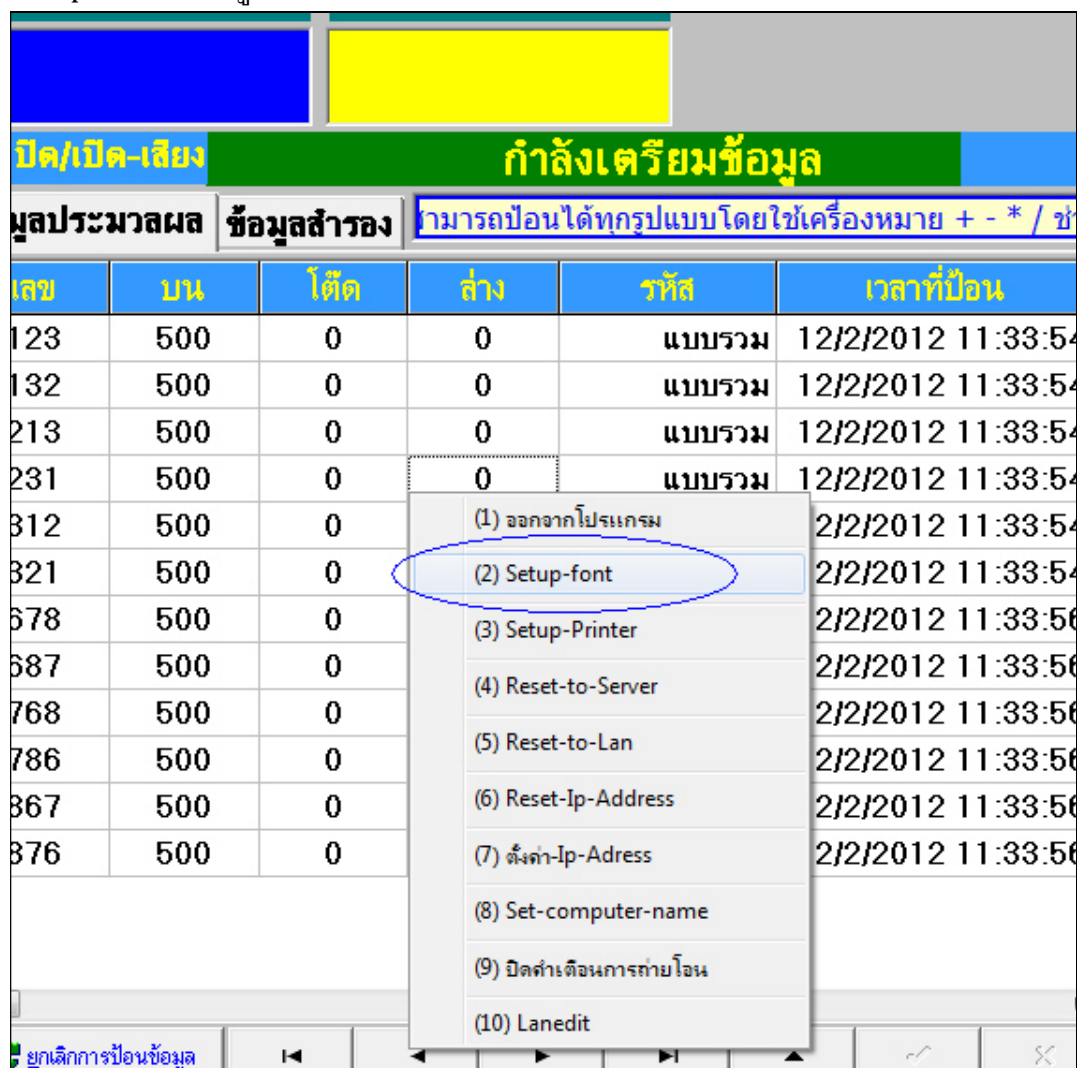 ปิด/เปิด-เสียง กำลังเตรียมข้อมูล
มูลประมวลผล ข้อมูลสำรอง ามารถป้อนได้ทุกรูปแบบโดยใช้เครื่องหมาย + - * / ช่
เลข บน โต๊ด ล่าง รหัส เวลาที่ป้อน
123 500 0 0 แบบรวม 12/2/2012 11:33:54
132 500 0 0 แบบรวม 12/2/2012 11:33:54
213 500 0 0 แบบรวม 12/2/2012 11:33:54
231 500 0 0 แบบรวม 12/2/2012 11:33:54
312 500 0 2/2/2012 11:33:54
321 500 0 2/2/2012 11:33:54
678 500 0 2/2/2012 11:33:56
687 500 0 2/2/2012 11:33:56
768 500 0 2/2/2012 11:33:56
786 500 0 2/2/2012 11:33:56
867 500 0 2/2/2012 11:33:56
876 500 0 2/2/2012 11:33:56
(1) ออกจากโปรแกรม
(2) Setup-font
(3) Setup-Printer
(4) Reset-to-Server
(5) Reset-to-Lan
(6) Reset-Ip-Address
(7) ตั้งค่า-Ip-Adress
(8) Set-computer-name
(9) ปิดคำเตือนการถ่ายโอน
(10) Lanedit
ยกเลิกการป้อนข้อมูล